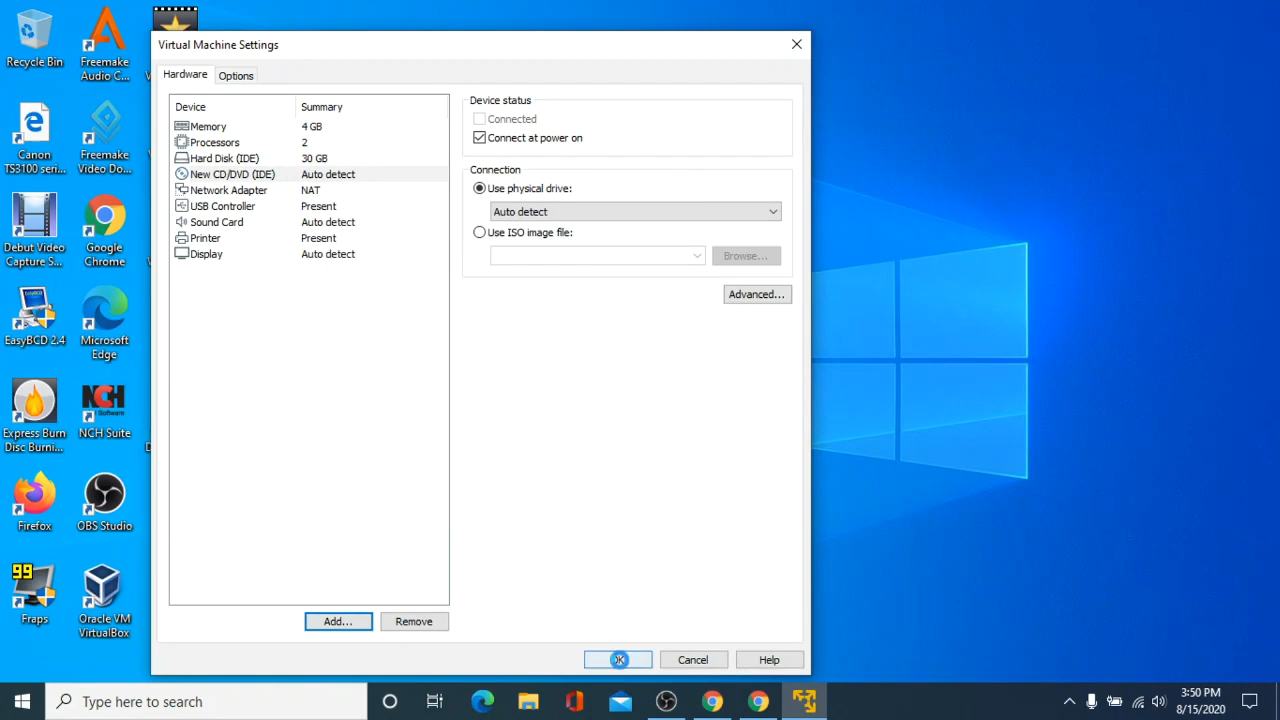 Recycle Bin
Freemake
Audio C...
Canon
TS3100 seri...
Freemake
Video Do...
Debut Video
Capture S...
Google
Chrome
EasyBCD 2.4
Microsoft
Edge
Express Burn
Disc Burni...
NCH
Software
NCH Suite
Firefox
OBS Studio
99
Fraps
Oracle VM
VirtualBox
Virtual Machine Settings
Hardware
Options
Device Summary
Memory 4 GB
Processors 2
Hard Disk (IDE) 30 GB
New CD/DVD (IDE) Auto detect
Network Adapter NAT
USB Controller Present
Sound Card Auto detect
Printer Present
Display Auto detect
Add...
Remove
Device status
Connected
Connect at power on
Connection
Use physical drive:
Auto detect
Use ISO image file:
Browse...
Advanced...
OK
Cancel
Help
Type here to search
3:50 PM
8/15/2020